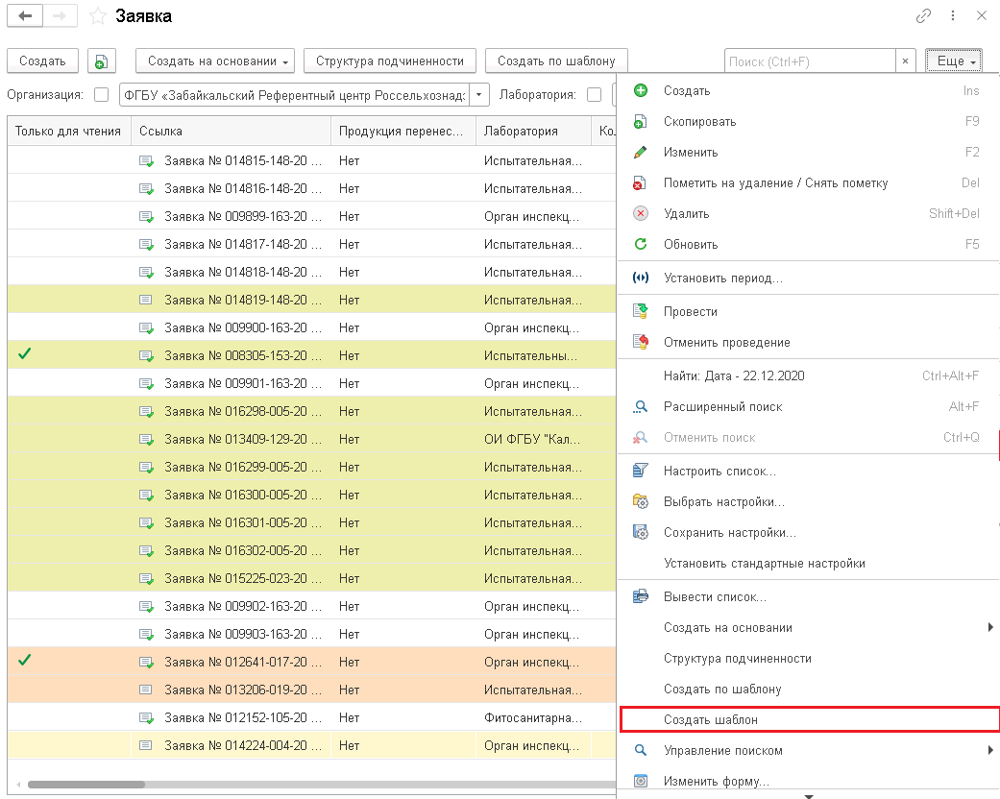 Заявка
Создать
Создать на основании
Структура подчиненности
Создать по шаблону
Поиск (Ctrl+F)
×
Еще
Организация:
ФГБУ «Забайкальский Референтный центр Россельхознад:
Лаборатория:
Только для чтения Ссылка Продукция перенес... Лаборатория Ко
Заявка № 014815-148-20 ... Нет Испытательная...
Заявка № 014816-148-20 ... Нет Испытательная...
Заявка № 009899-163-20 ... Нет Орган инспекц...
Заявка № 014817-148-20 ... Нет Испытательная...
Заявка № 014818-148-20 ... Нет Испытательная...
Заявка № 014819-148-20 ... Нет Испытательная...
Заявка № 009900-163-20 ... Нет Орган инспекц...
Заявка № 008305-153-20 ... Нет Испытательны...
Заявка № 009901-163-20 ... Нет Орган инспекц...
Заявка № 016298-005-20 ... Нет Испытательная...
Заявка № 013409-129-20 ... Нет ОИ ФГБУ "Кал...
Заявка № 016299-005-20 ... Нет Испытательная...
Заявка № 016300-005-20 ... Нет Испытательная...
Заявка № 016301-005-20 ... Нет Испытательная...
Заявка № 016302-005-20 ... Нет Испытательная...
Заявка № 015225-023-20 ... Нет Испытательная...
Заявка № 009902-163-20 ... Нет Орган инспекц...
Заявка № 009903-163-20 ... Нет Орган инспекц...
Заявка № 012641-017-20 ... Нет Орган инспекц...
Заявка № 013206-019-20 ... Нет Испытательная...
Заявка № 012152-105-20 ... Нет Фитосанитарна...
Заявка № 014224-004-20 ... Нет Орган инспекц...
Создать Ins
Скопировать F9
Изменить F2
Пометить на удаление / Снять пометку Del
Удалить Shift+Del
Обновить F5
Установить период...
Провести
Отменить проведение
Найти: Дата - 22.12.2020 Ctrl+Alt+F
Расширенный поиск Alt+F
Отменить поиск Ctrl+Q
Настроить список...
Выбрать настройки...
Сохранить настройки...
Установить стандартные настройки
Вывести список...
Создать на основании
Структура подчиненности
Создать по шаблону
Создать шаблон
Управление поиском
Изменить форму...